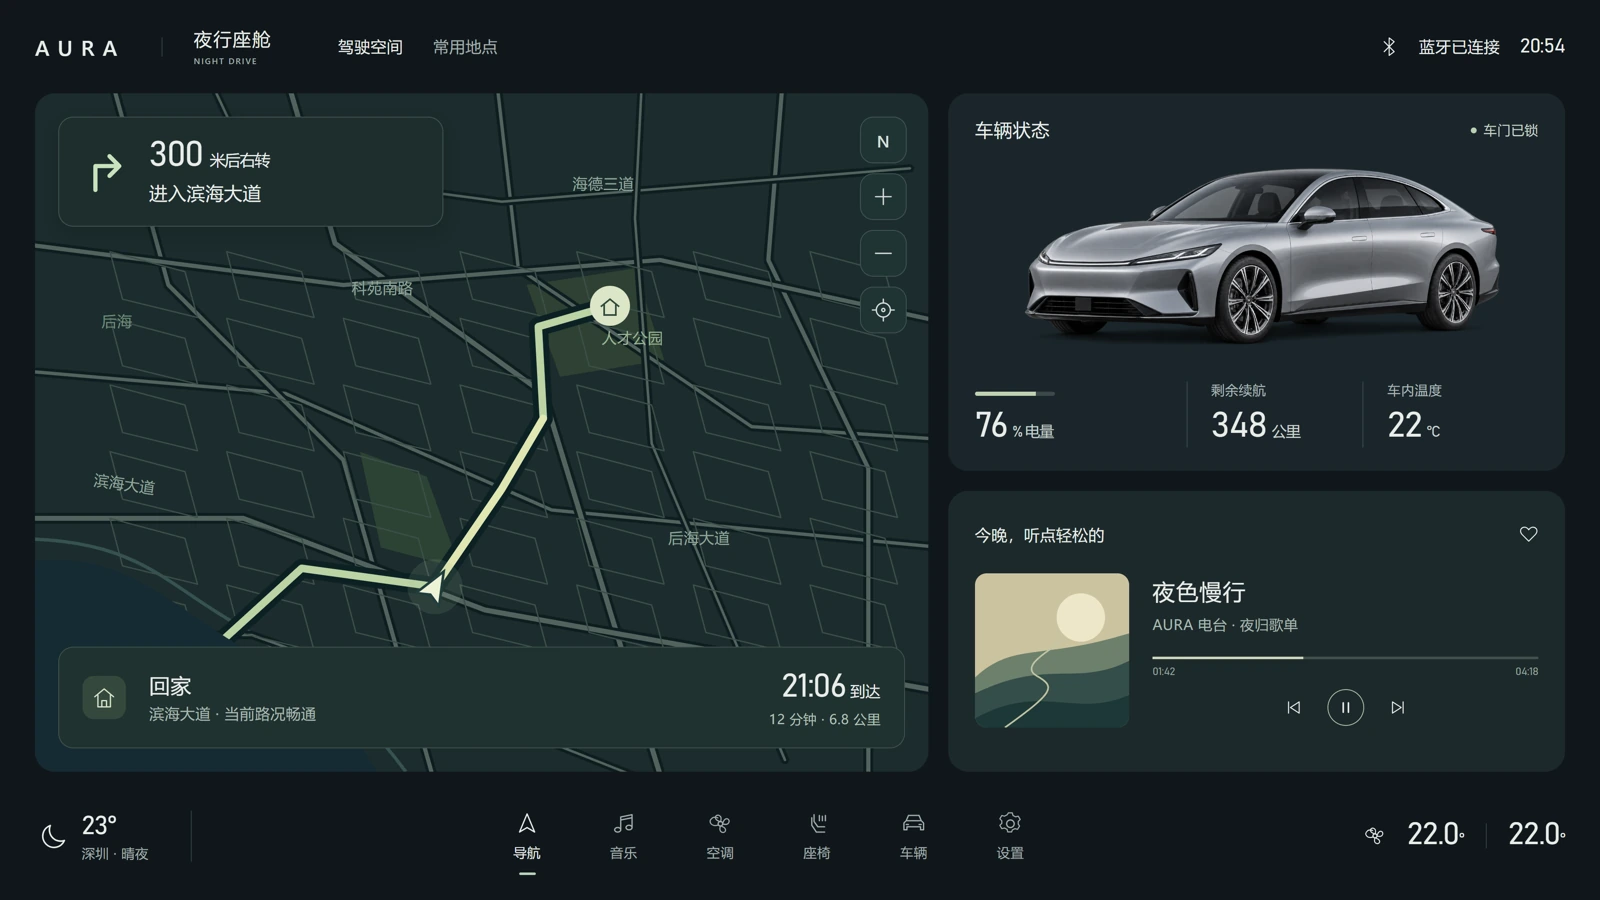 AURA
夜行座舱
NIGHT DRIVE
驾驶空间
常用地点
蓝牙已连接
20:54
300 米后右转
进入滨海大道
N
海德三道
科苑南路
后海
人才公园
滨海大道
后海大道
回家
滨海大道 · 当前路况畅通
21:06 到达
12 分钟 · 6.8 公里
车辆状态
车门已锁
76 % 电量
剩余续航
348 公里
车内温度
22 ℃
今晚，听点轻松的
夜色慢行
AURA 电台 · 夜归歌单
01:42
04:18
23°
深圳 · 晴夜
导航
音乐
空调
座椅
车辆
设置
22.0°
22.0°